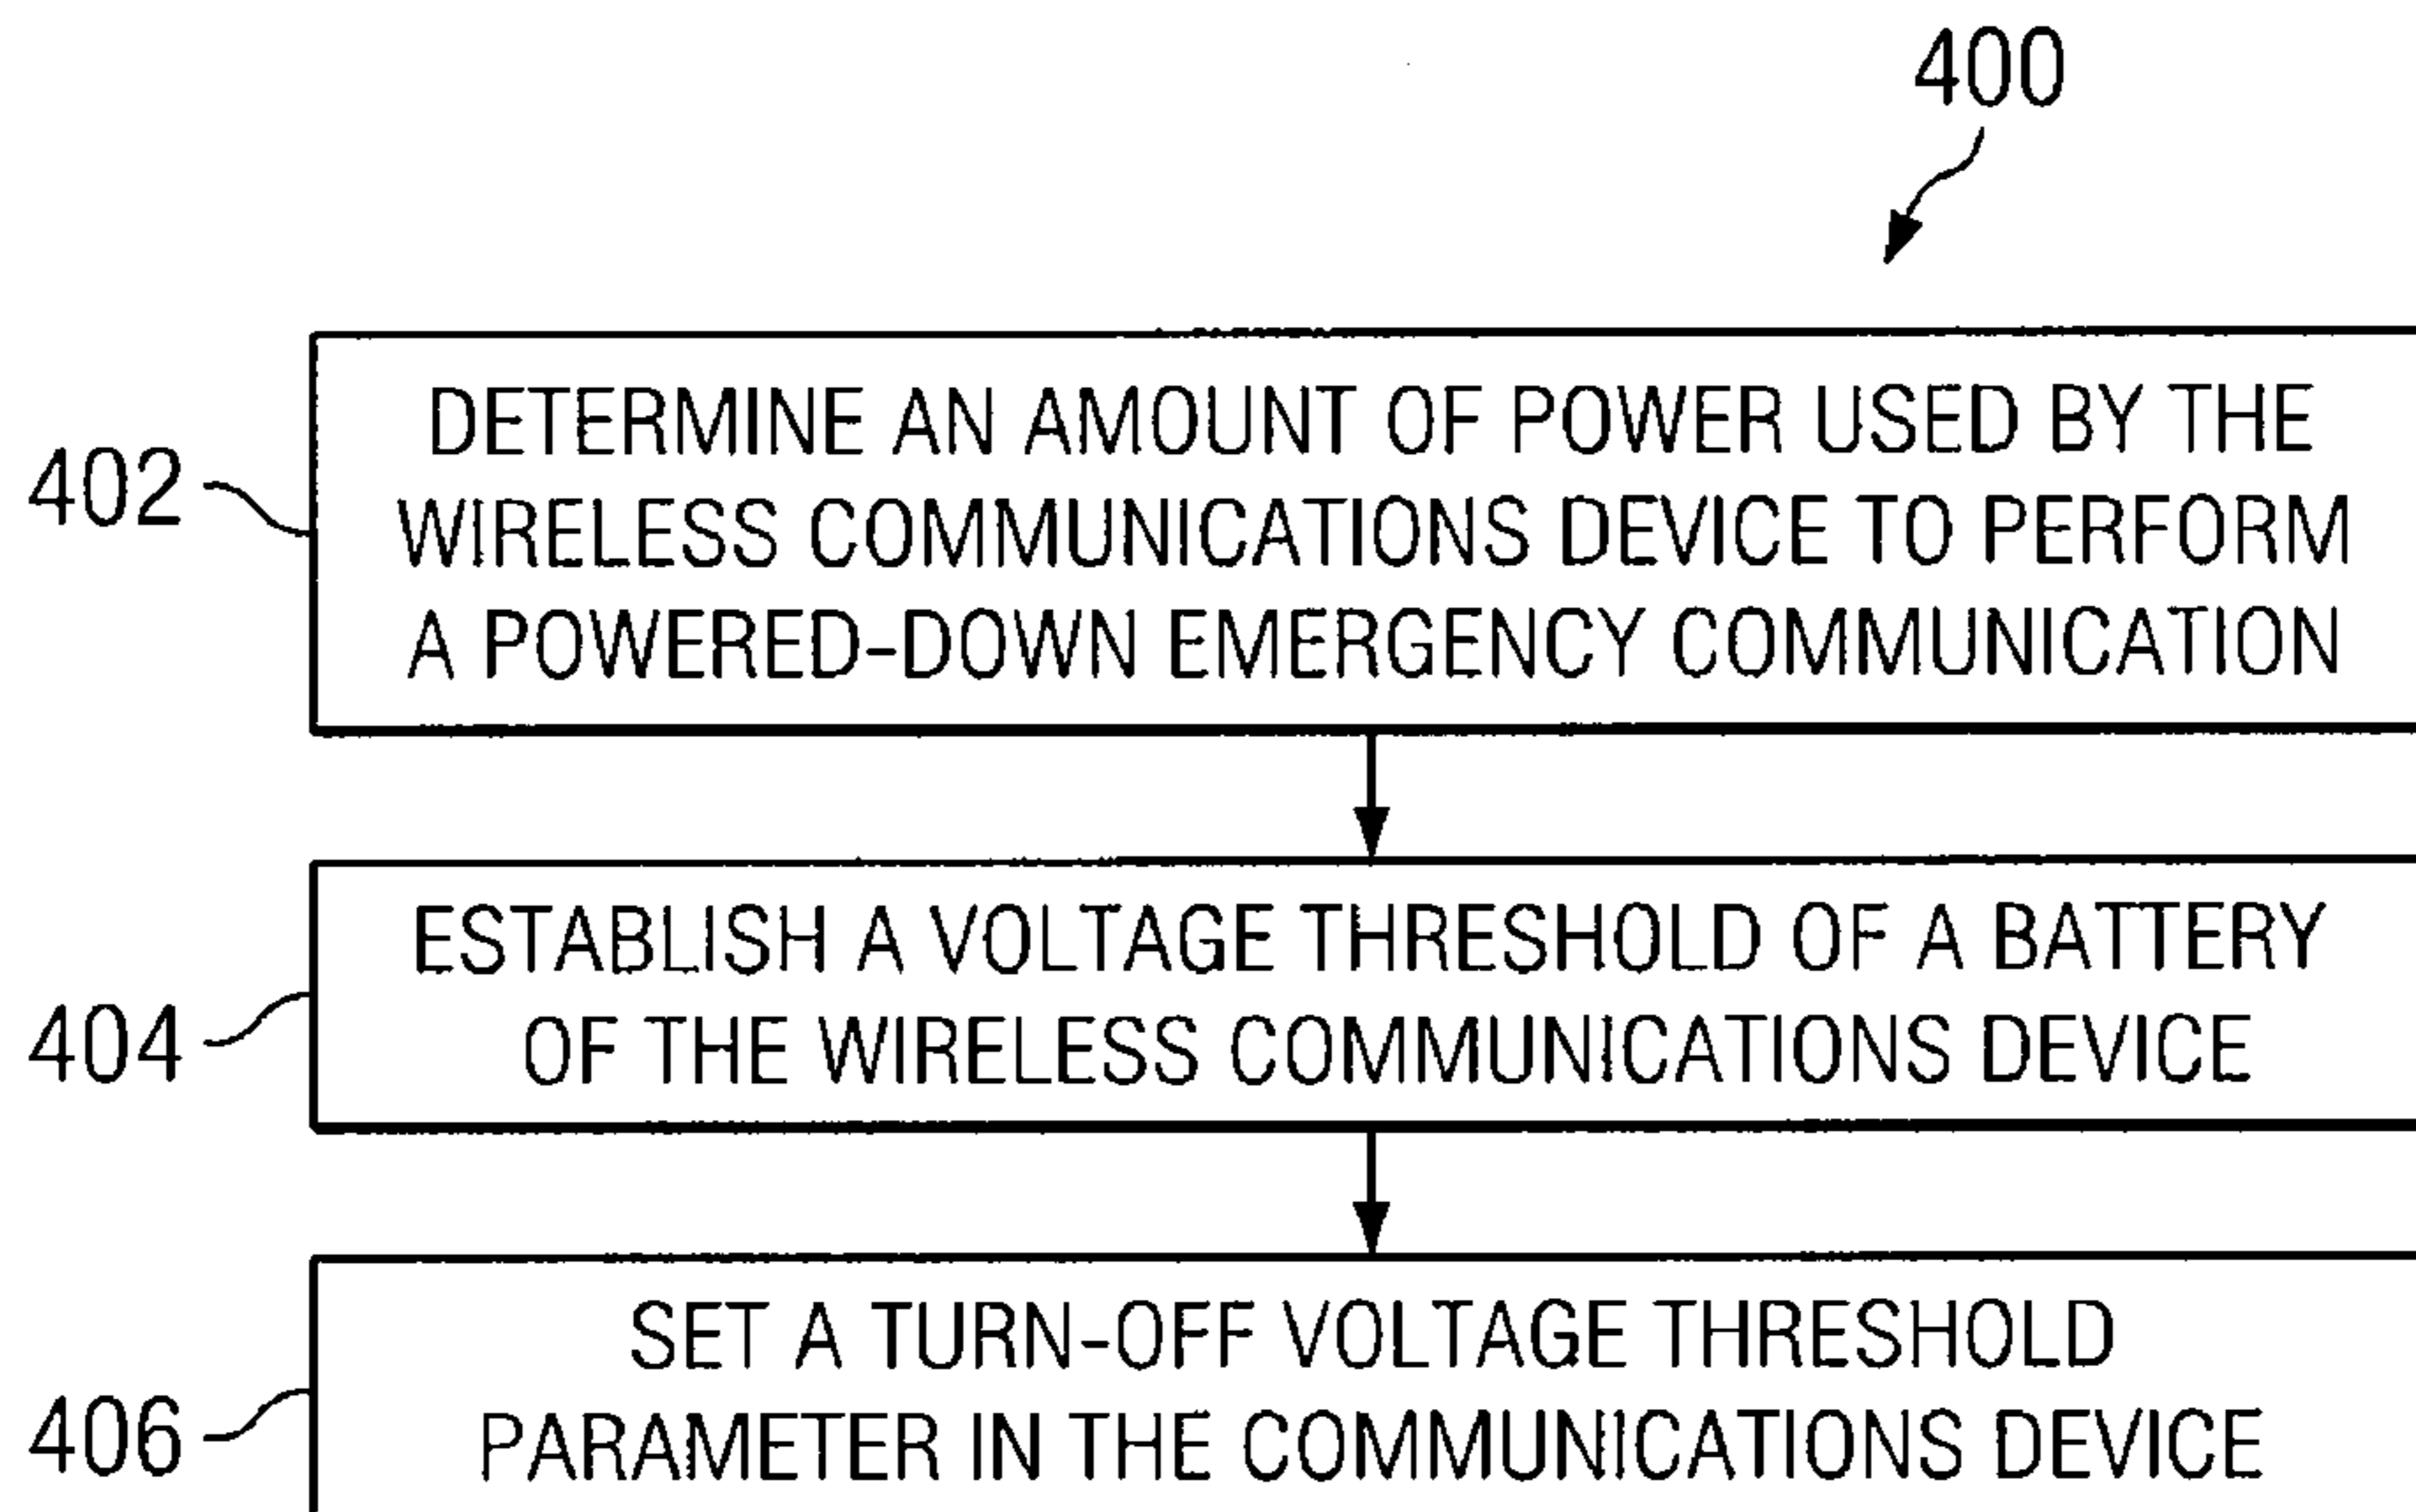 400
402
DETERMINE AN AMOUNT OF POWER USED BY THE
WIRELESS COMMUNICATIONS DEVICE TO PERFORM
A POWERED-DOWN EMERGENCY COMMUNICATION
404
ESTABLISH A VOLTAGE THRESHOLD OF A BATTERY
OF THE WIRELESS COMMUNICATIONS DEVICE
406
SET A TURN-OFF VOLTAGE THRESHOLD
PARAMETER IN THE COMMUNICATIONS DEVICE